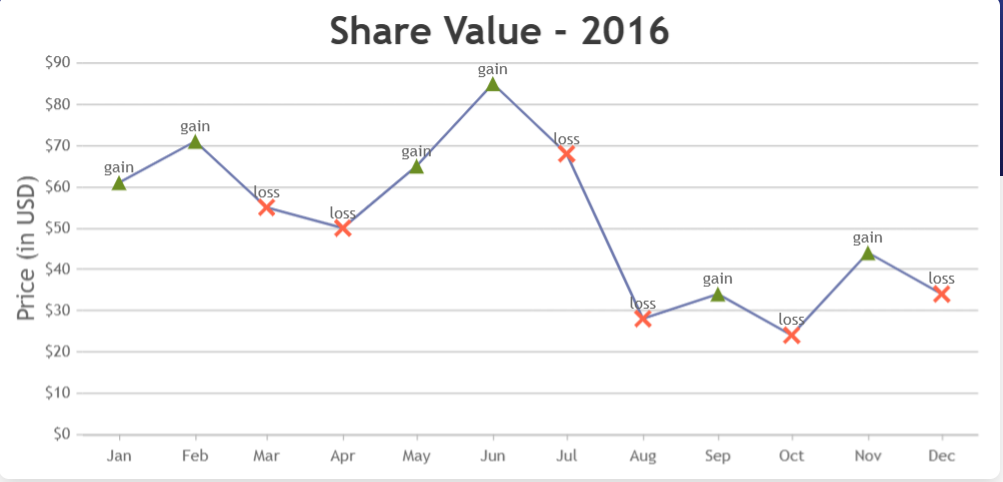 Share Value - 2016
Price (in USD)
$90
$80
$70
$60
$50
$40
$30
$20
$10
$0
gain
gain
loss
loss
gain
gain
loss
loss
gain
loss
gain
loss
Jan Feb Mar Apr May Jun Jul Aug Sep Oct Nov Dec